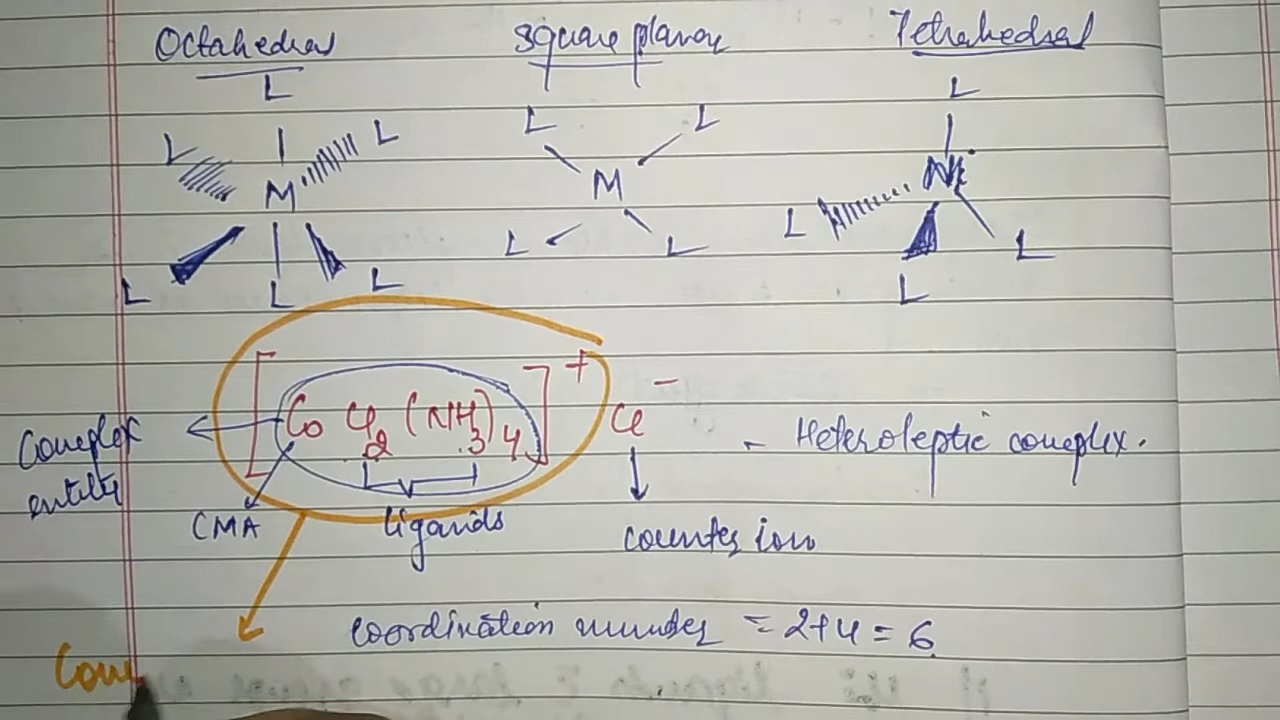 Octahedral square planar Tetrahedral
L L L L
L L M
M M
L
L L L L
L L L
[Co Cl2 (NH3)4]+ Cl-
Complex entity
- Heteroleptic complex.
CMA ligands
counter ion
coordination number = 2+4 = 6
Com